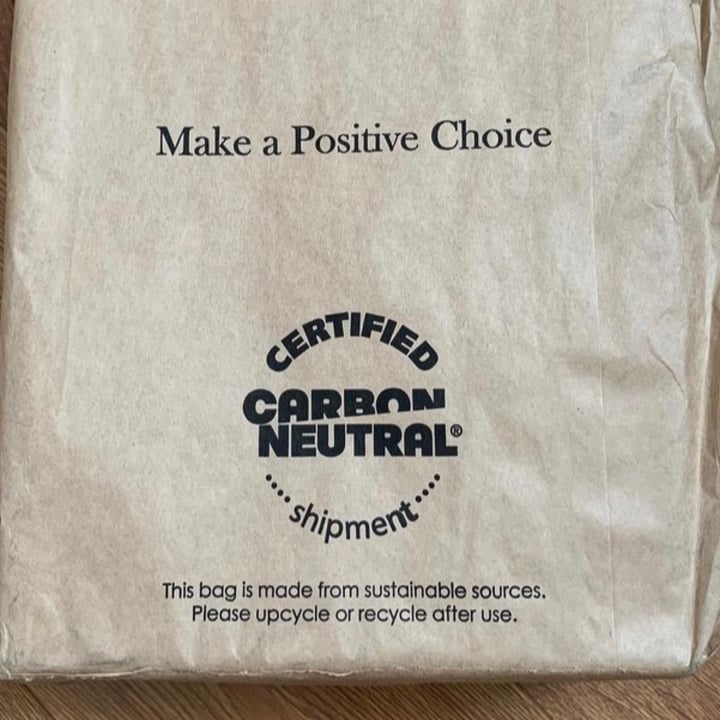 Make a Positive Choice
CERTIFIED
CARBON
NEUTRAL®
shipment
This bag is made from sustainable sources.
Please upcycle or recycle after use.